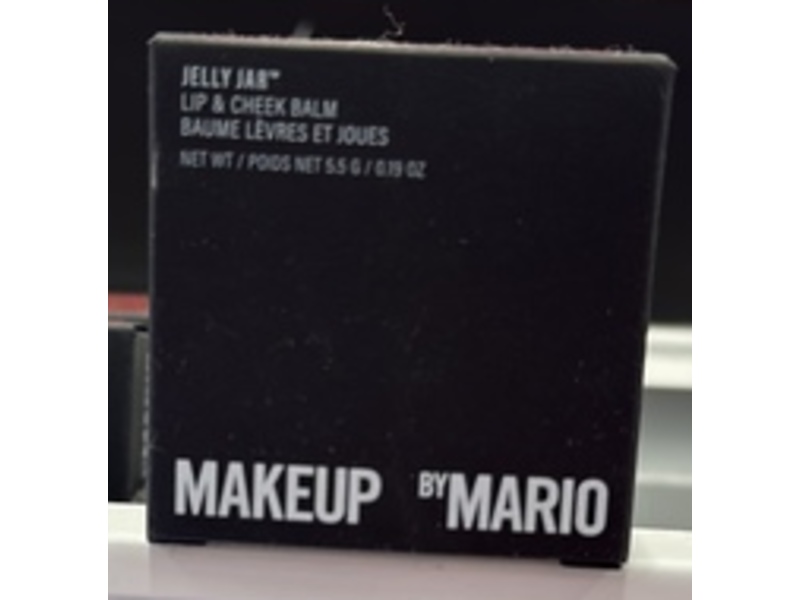 JELLY JAR™
LIP & CHEEK BALM
BAUME LÈVRES ET JOUES
NET WT / POIDS NET 5.5 G / 0.19 OZ
MAKEUP BY MARIO